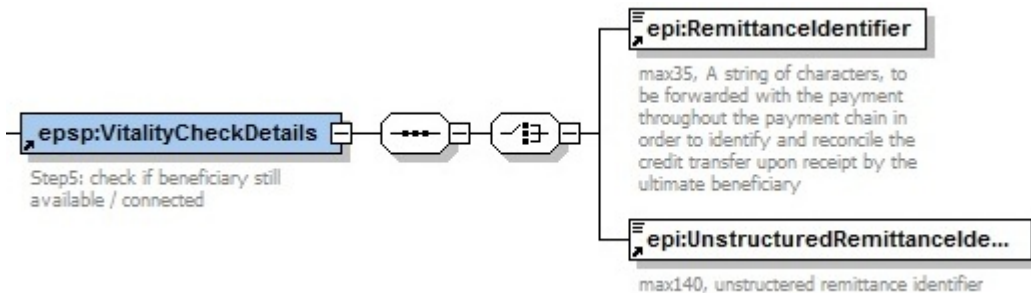 epi:RemittanceIdentifier
max35, A string of characters, to
be forwarded with the payment
throughout the payment chain in
order to identify and reconcile the
credit transfer upon receipt by the
ultimate beneficiary
epsp:VitalityCheckDetails
Step5: check if beneficiary still
available / connected
epi:UnstructuredRemittanceIde...
max140, unstructered remittance identifier